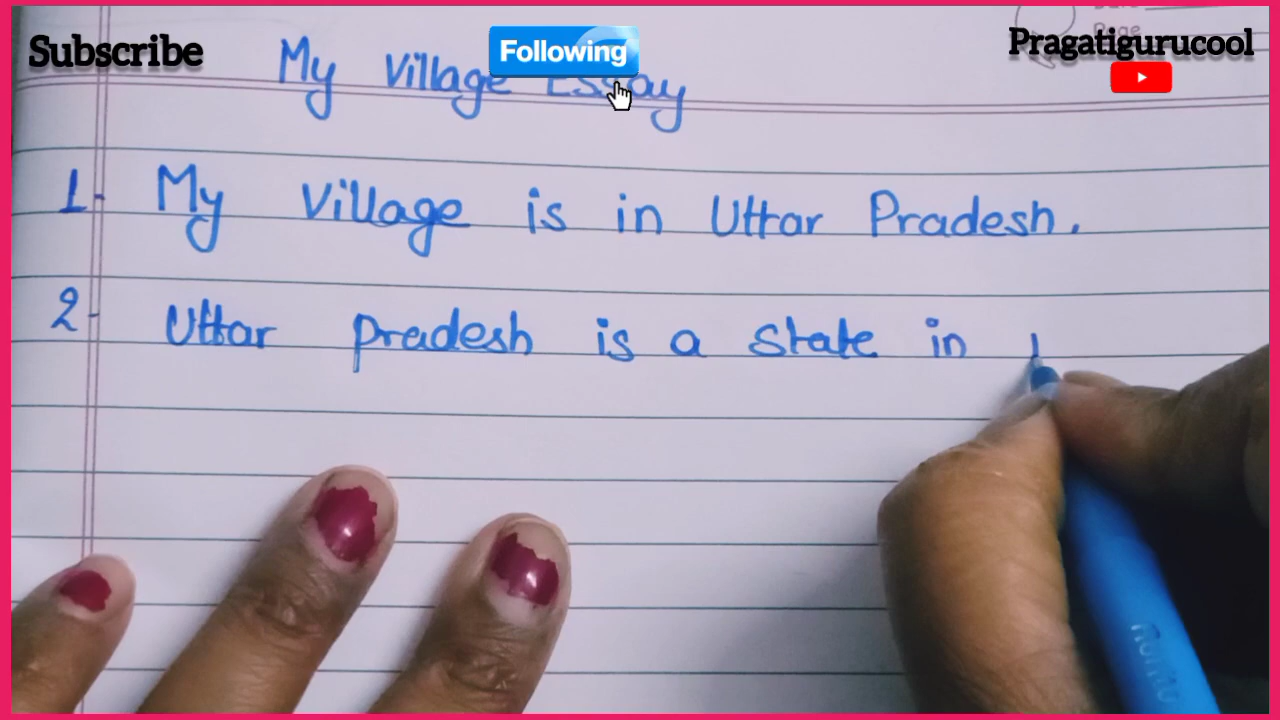 Subscribe
Following
Pragatigurucool
My Village Essay
1- My Village is in Uttar Pradesh.
2- Uttar pradesh is a state in